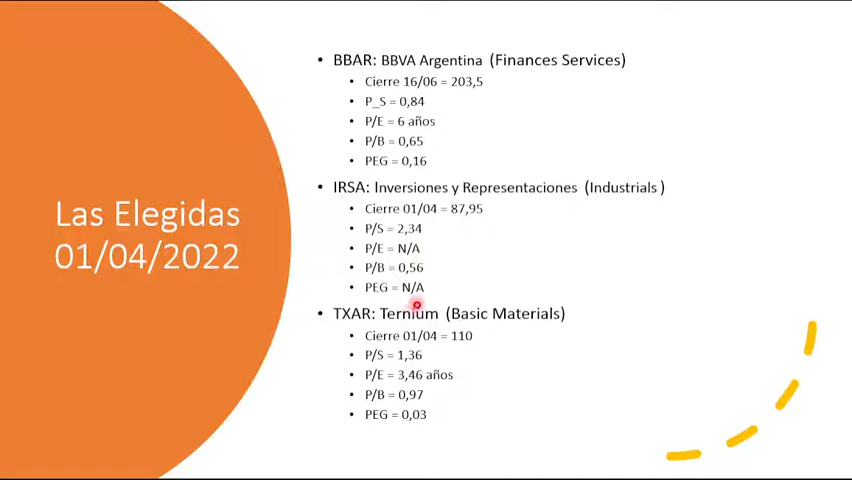 Las Elegidas
01/04/2022
• BBAR: BBVA Argentina (Finances Services)
• Cierre 16/06 = 203,5
• P_S = 0,84
• P/E = 6 años
• P/B = 0,65
• PEG = 0,16
• IRSA: Inversiones y Representaciones (Industrials )
• Cierre 01/04 = 87,95
• P/S = 2,34
• P/E = N/A
• P/B = 0,56
• PEG = N/A
• TXAR: Ternium (Basic Materials)
• Cierre 01/04 = 110
• P/S = 1,36
• P/E = 3,46 años
• P/B = 0,97
• PEG = 0,03